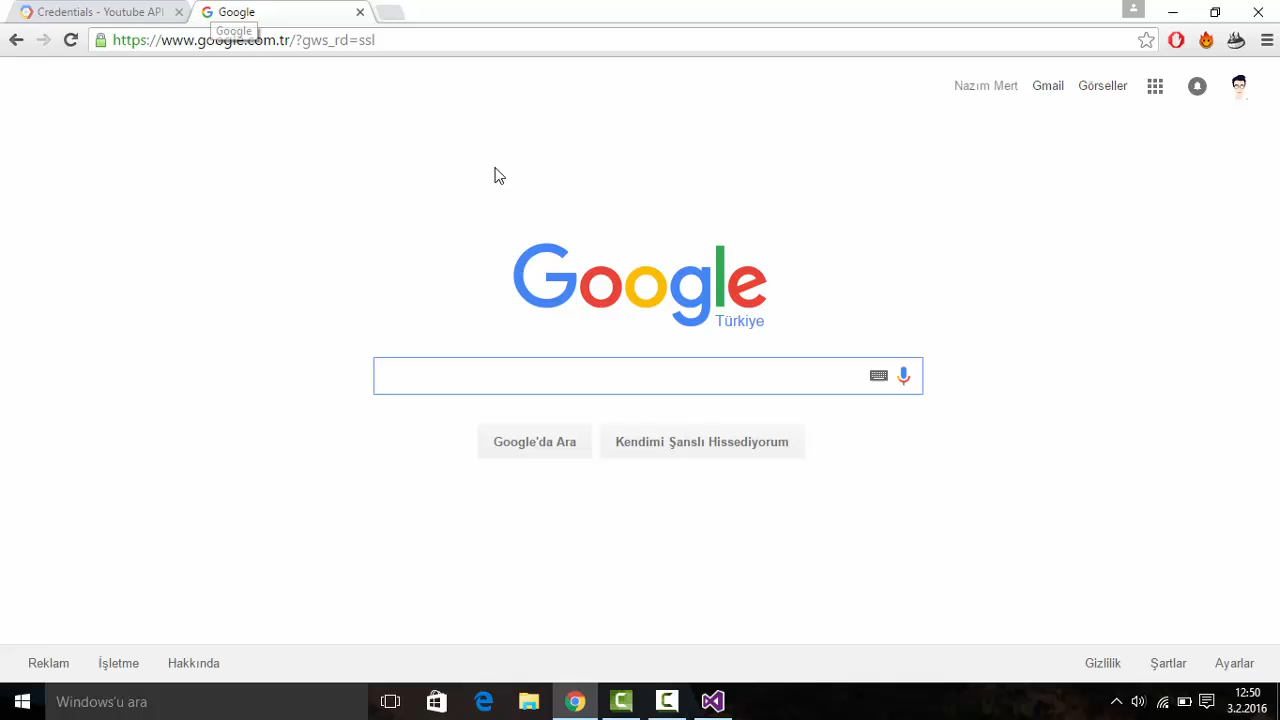 Credentials - Youtube API
Google
Google
https://www.google.com.tr/?gws_rd=ssl
Nazım Mert Gmail Görseller
Google
Türkiye
Google'da Ara Kendimi Şanslı Hissediyorum
Reklam İşletme Hakkında Gizlilik Şartlar Ayarlar
Windows'u ara
12:50
3.2.2016